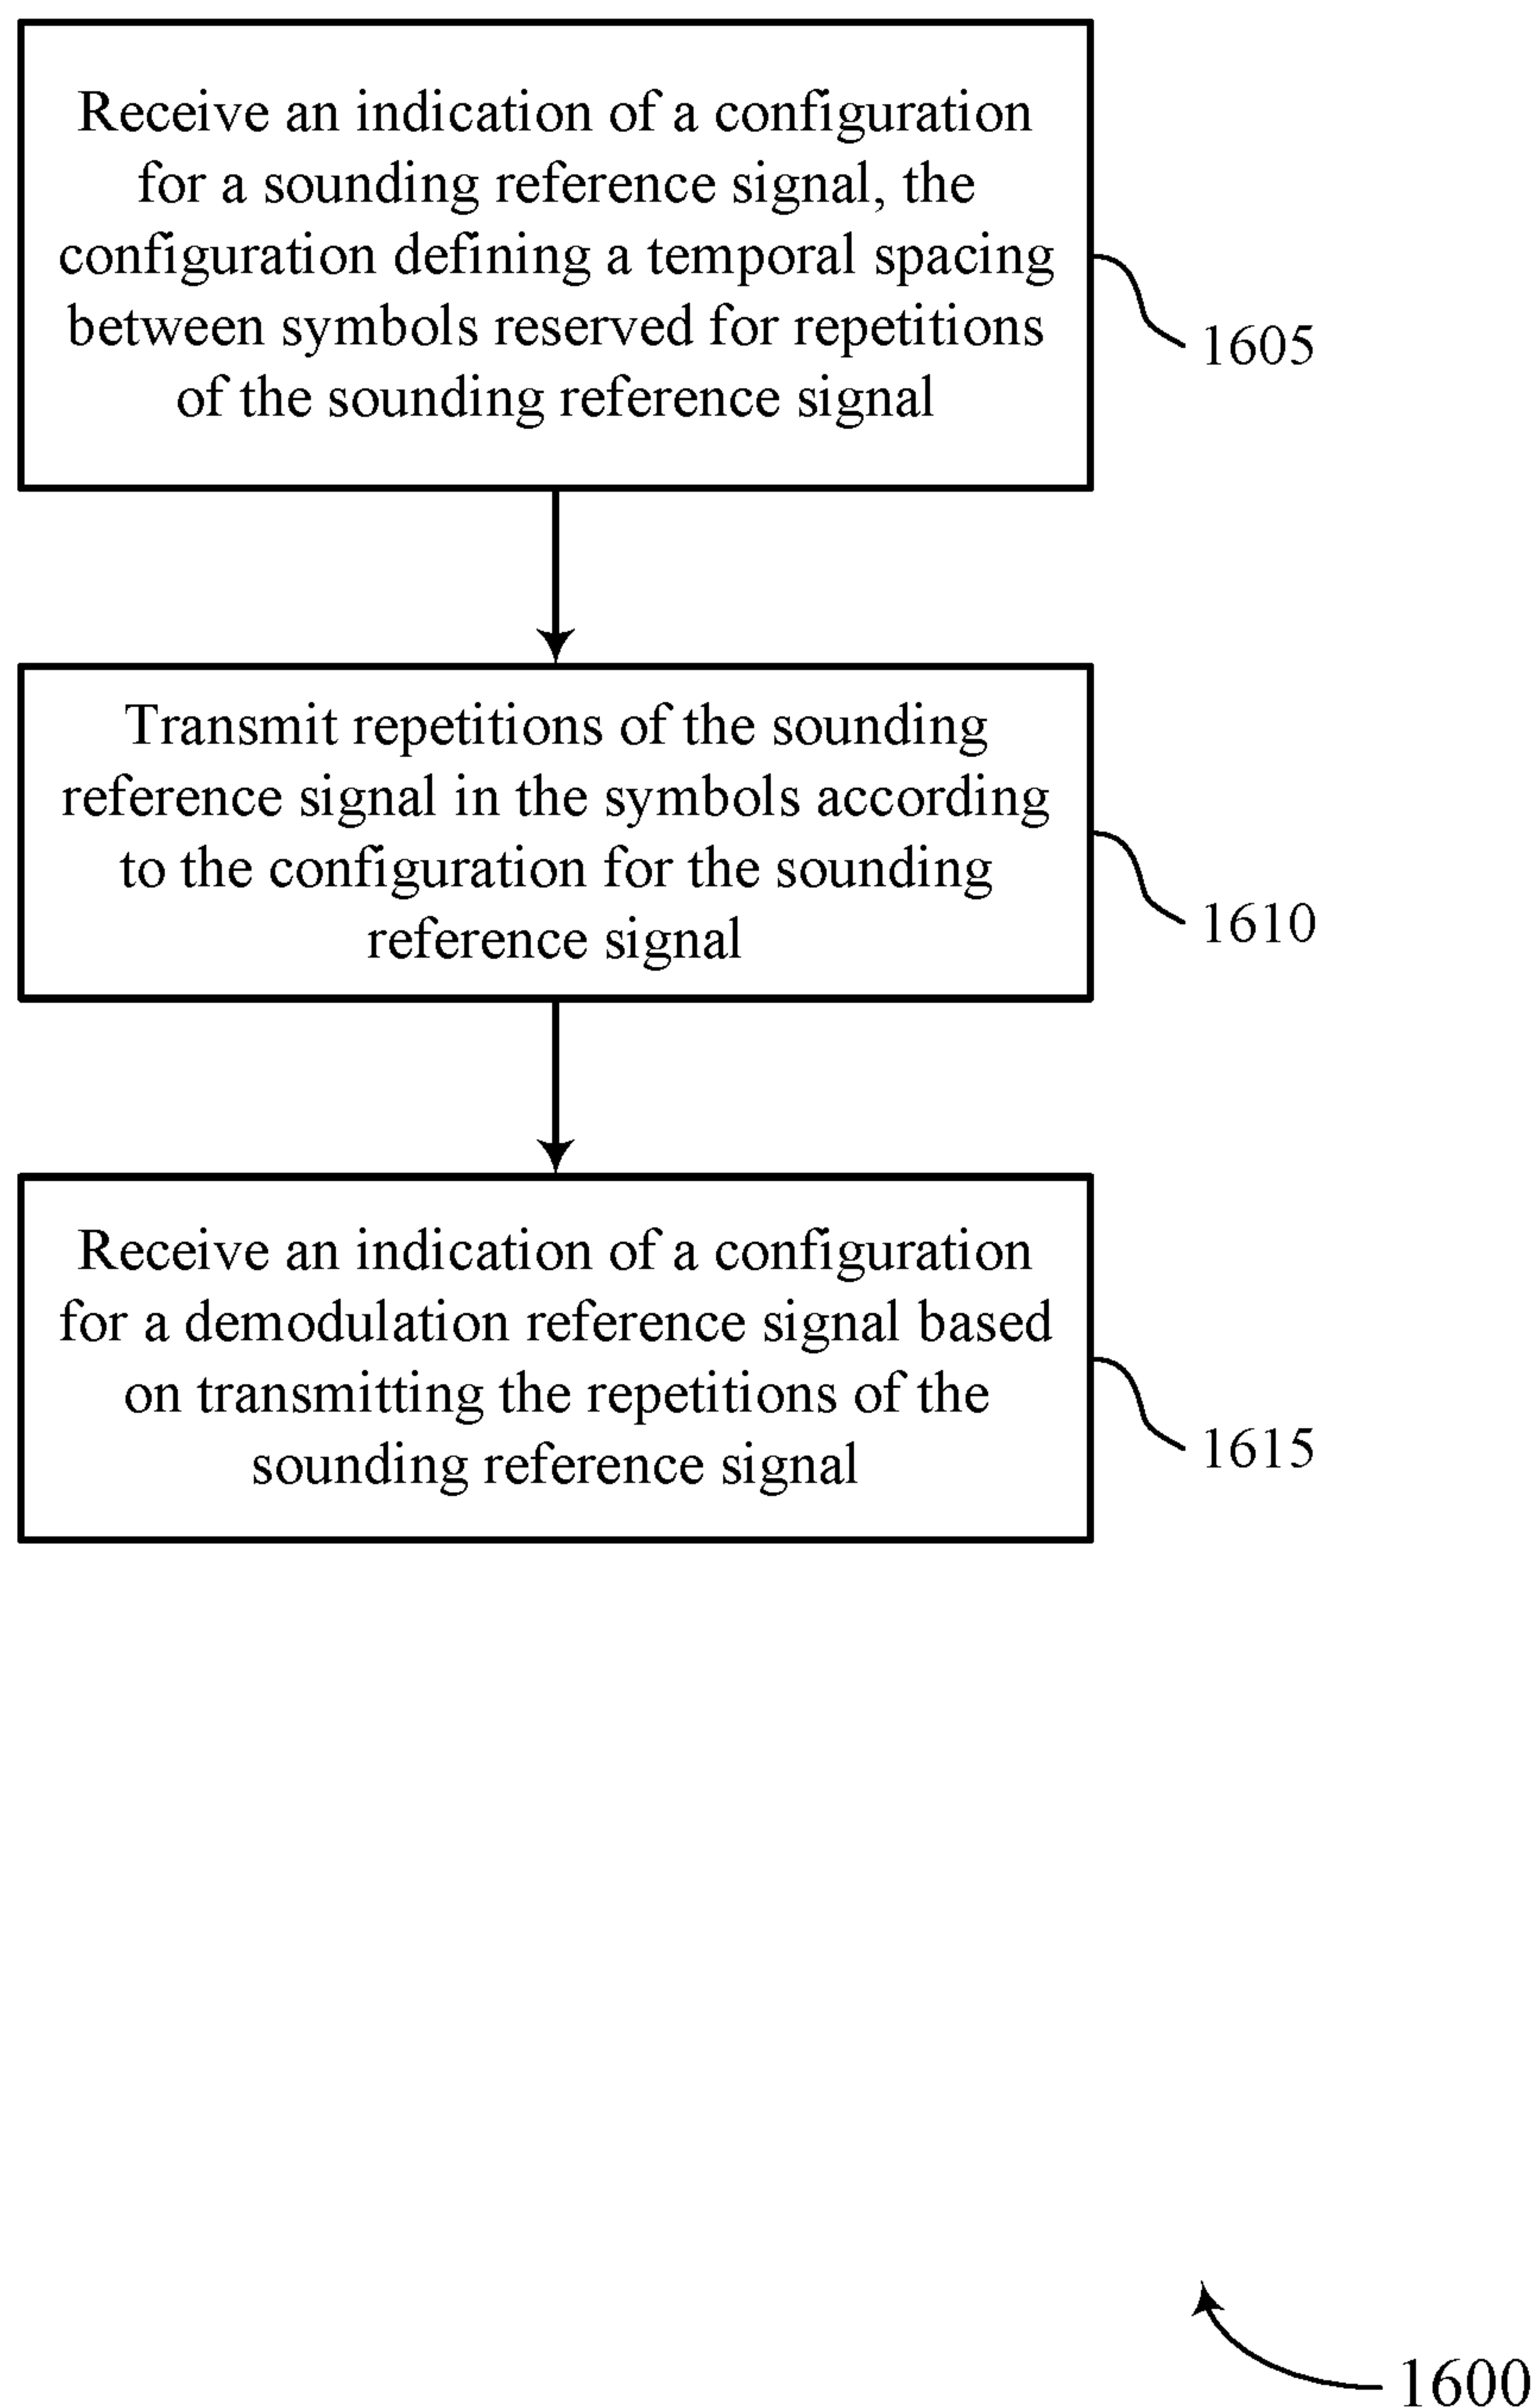 Receive an indication of a configuration
for a sounding reference signal, the
configuration defining a temporal spacing
between symbols reserved for repetitions
of the sounding reference signal
1605
Transmit repetitions of the sounding
reference signal in the symbols according
to the configuration for the sounding
reference signal
1610
Receive an indication of a configuration
for a demodulation reference signal based
on transmitting the repetitions of the
sounding reference signal
1615
1600